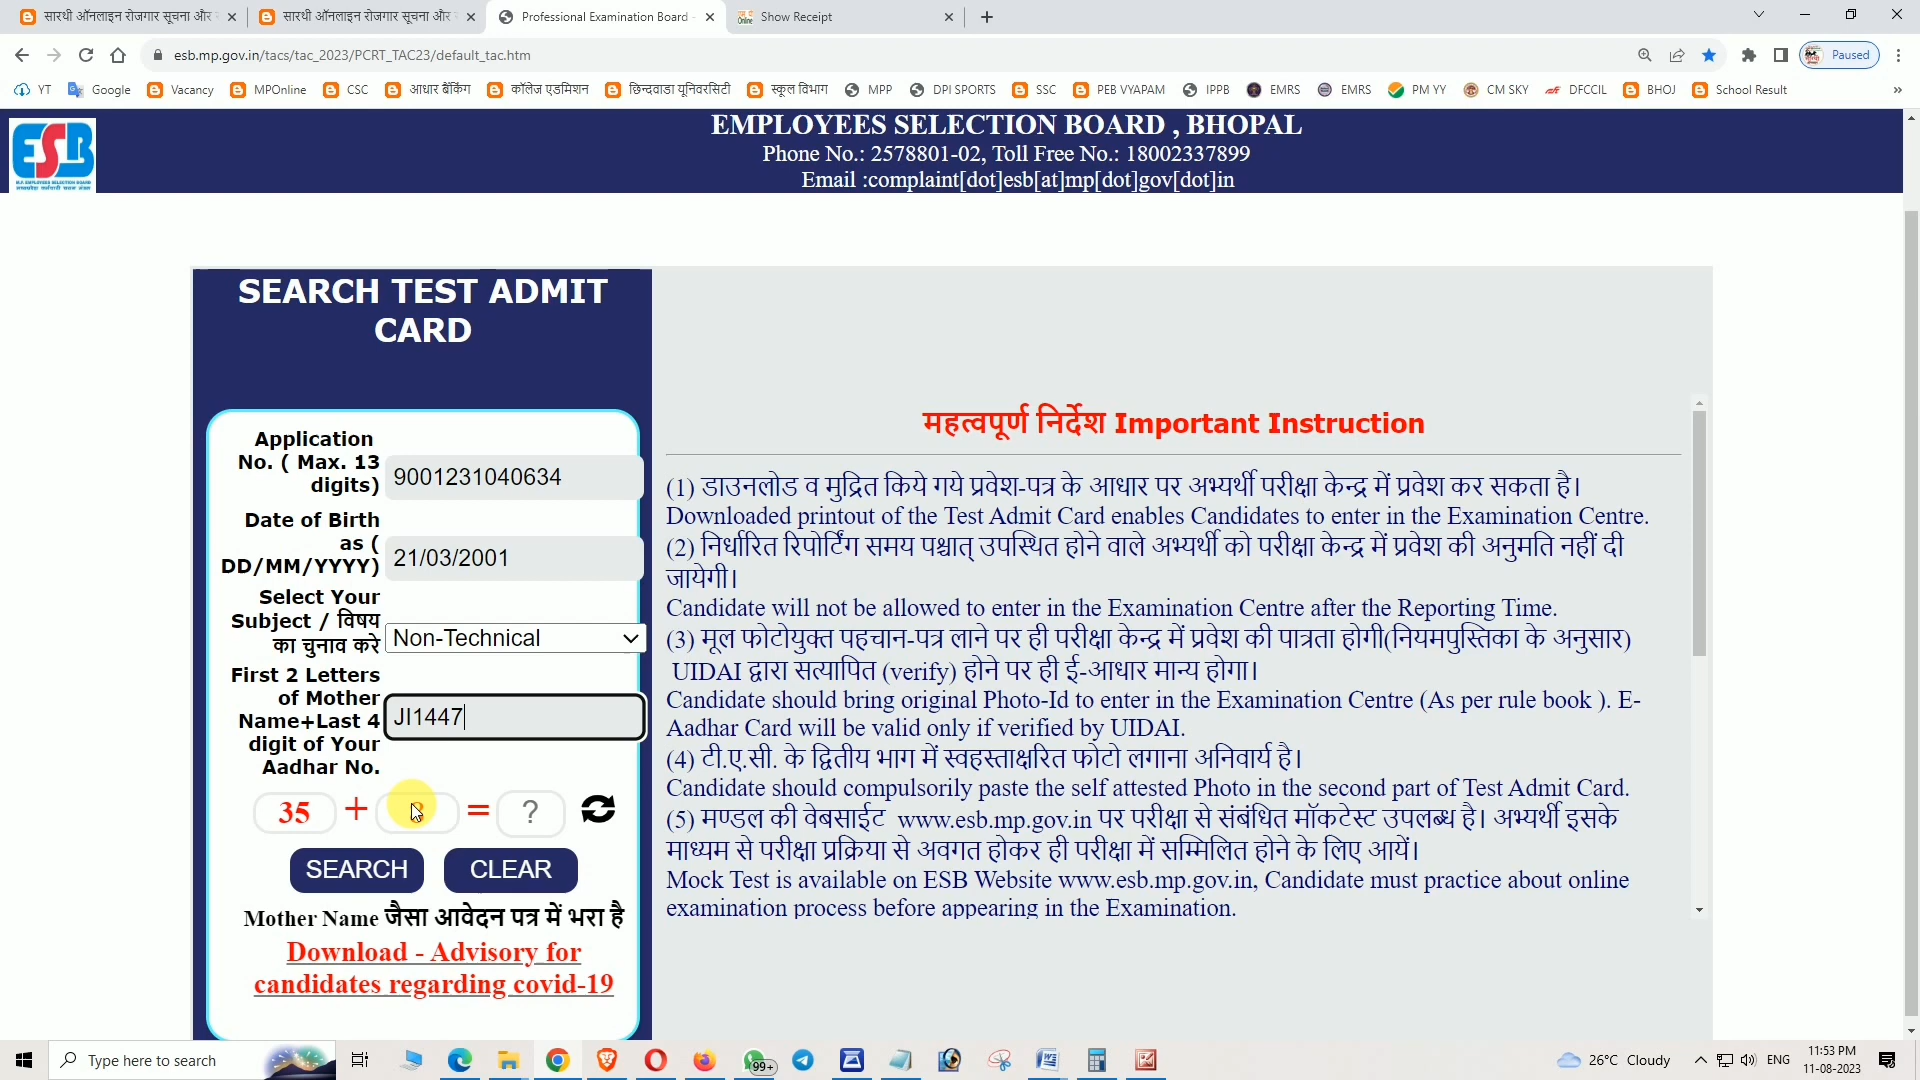 सारथी ऑनलाइन रोजगार सूचना और
सारथी ऑनलाइन रोजगार सूचना और
Professional Examination Board
Show Receipt
esb.mp.gov.in/tacs/tac_2023/PCRT_TAC23/default_tac.htm
Paused
YT Google Vacancy MPOnline CSC आधार बैंकिंग कॉलेज एडमिशन छिन्दवाडा यूनिवरसिटी स्कूल विभाग MPP DPI SPORTS SSC PEB VYAPAM IPPB EMRS EMRS PM YY CM SKY DFCCIL BHOJ School Result »
ESB
EMPLOYEES SELECTION BOARD , BHOPAL
Phone No.: 2578801-02, Toll Free No.: 18002337899
Email :complaint[dot]esb[at]mp[dot]gov[dot]in
SEARCH TEST ADMIT
CARD
Application
No. ( Max. 13
digits)
9001231040634
Date of Birth
as (
DD/MM/YYYY)
21/03/2001
Select Your
Subject / विषय
का चुनाव करे
Non-Technical
First 2 Letters
of Mother
Name+Last 4
digit of Your
Aadhar No.
JI1447
35 + = ?
SEARCH CLEAR
Mother Name जैसा आवेदन पत्र में भरा है
Download - Advisory for
candidates regarding covid-19
महत्वपूर्ण निर्देश Important Instruction
(1) डाउनलोड व मुद्रित किये गये प्रवेश-पत्र के आधार पर अभ्यर्थी परीक्षा केन्द्र में प्रवेश कर सकता है।
Downloaded printout of the Test Admit Card enables Candidates to enter in the Examination Centre.
(2) निर्धारित रिपोर्टिंग समय पश्चात् उपस्थित होने वाले अभ्यर्थी को परीक्षा केन्द्र में प्रवेश की अनुमति नहीं दी
जायेगी।
Candidate will not be allowed to enter in the Examination Centre after the Reporting Time.
(3) मूल फोटोयुक्त पहचान-पत्र लाने पर ही परीक्षा केन्द्र में प्रवेश की पात्रता होगी(नियमपुस्तिका के अनुसार)
UIDAI द्वारा सत्यापित (verify) होने पर ही ई-आधार मान्य होगा।
Candidate should bring original Photo-Id to enter in the Examination Centre (As per rule book ). E-
Aadhar Card will be valid only if verified by UIDAI.
(4) टी.ए.सी. के द्वितीय भाग में स्वहस्ताक्षरित फोटो लगाना अनिवार्य है।
Candidate should compulsorily paste the self attested Photo in the second part of Test Admit Card.
(5) मण्डल की वेबसाईट www.esb.mp.gov.in पर परीक्षा से संबंधित मॉकटेस्ट उपलब्ध है। अभ्यर्थी इसके
माध्यम से परीक्षा प्रक्रिया से अवगत होकर ही परीक्षा में सम्मिलित होने के लिए आयें।
Mock Test is available on ESB Website www.esb.mp.gov.in, Candidate must practice about online
examination process before appearing in the Examination.
Type here to search
99+
26°C Cloudy
ENG
11:53 PM
11-08-2023